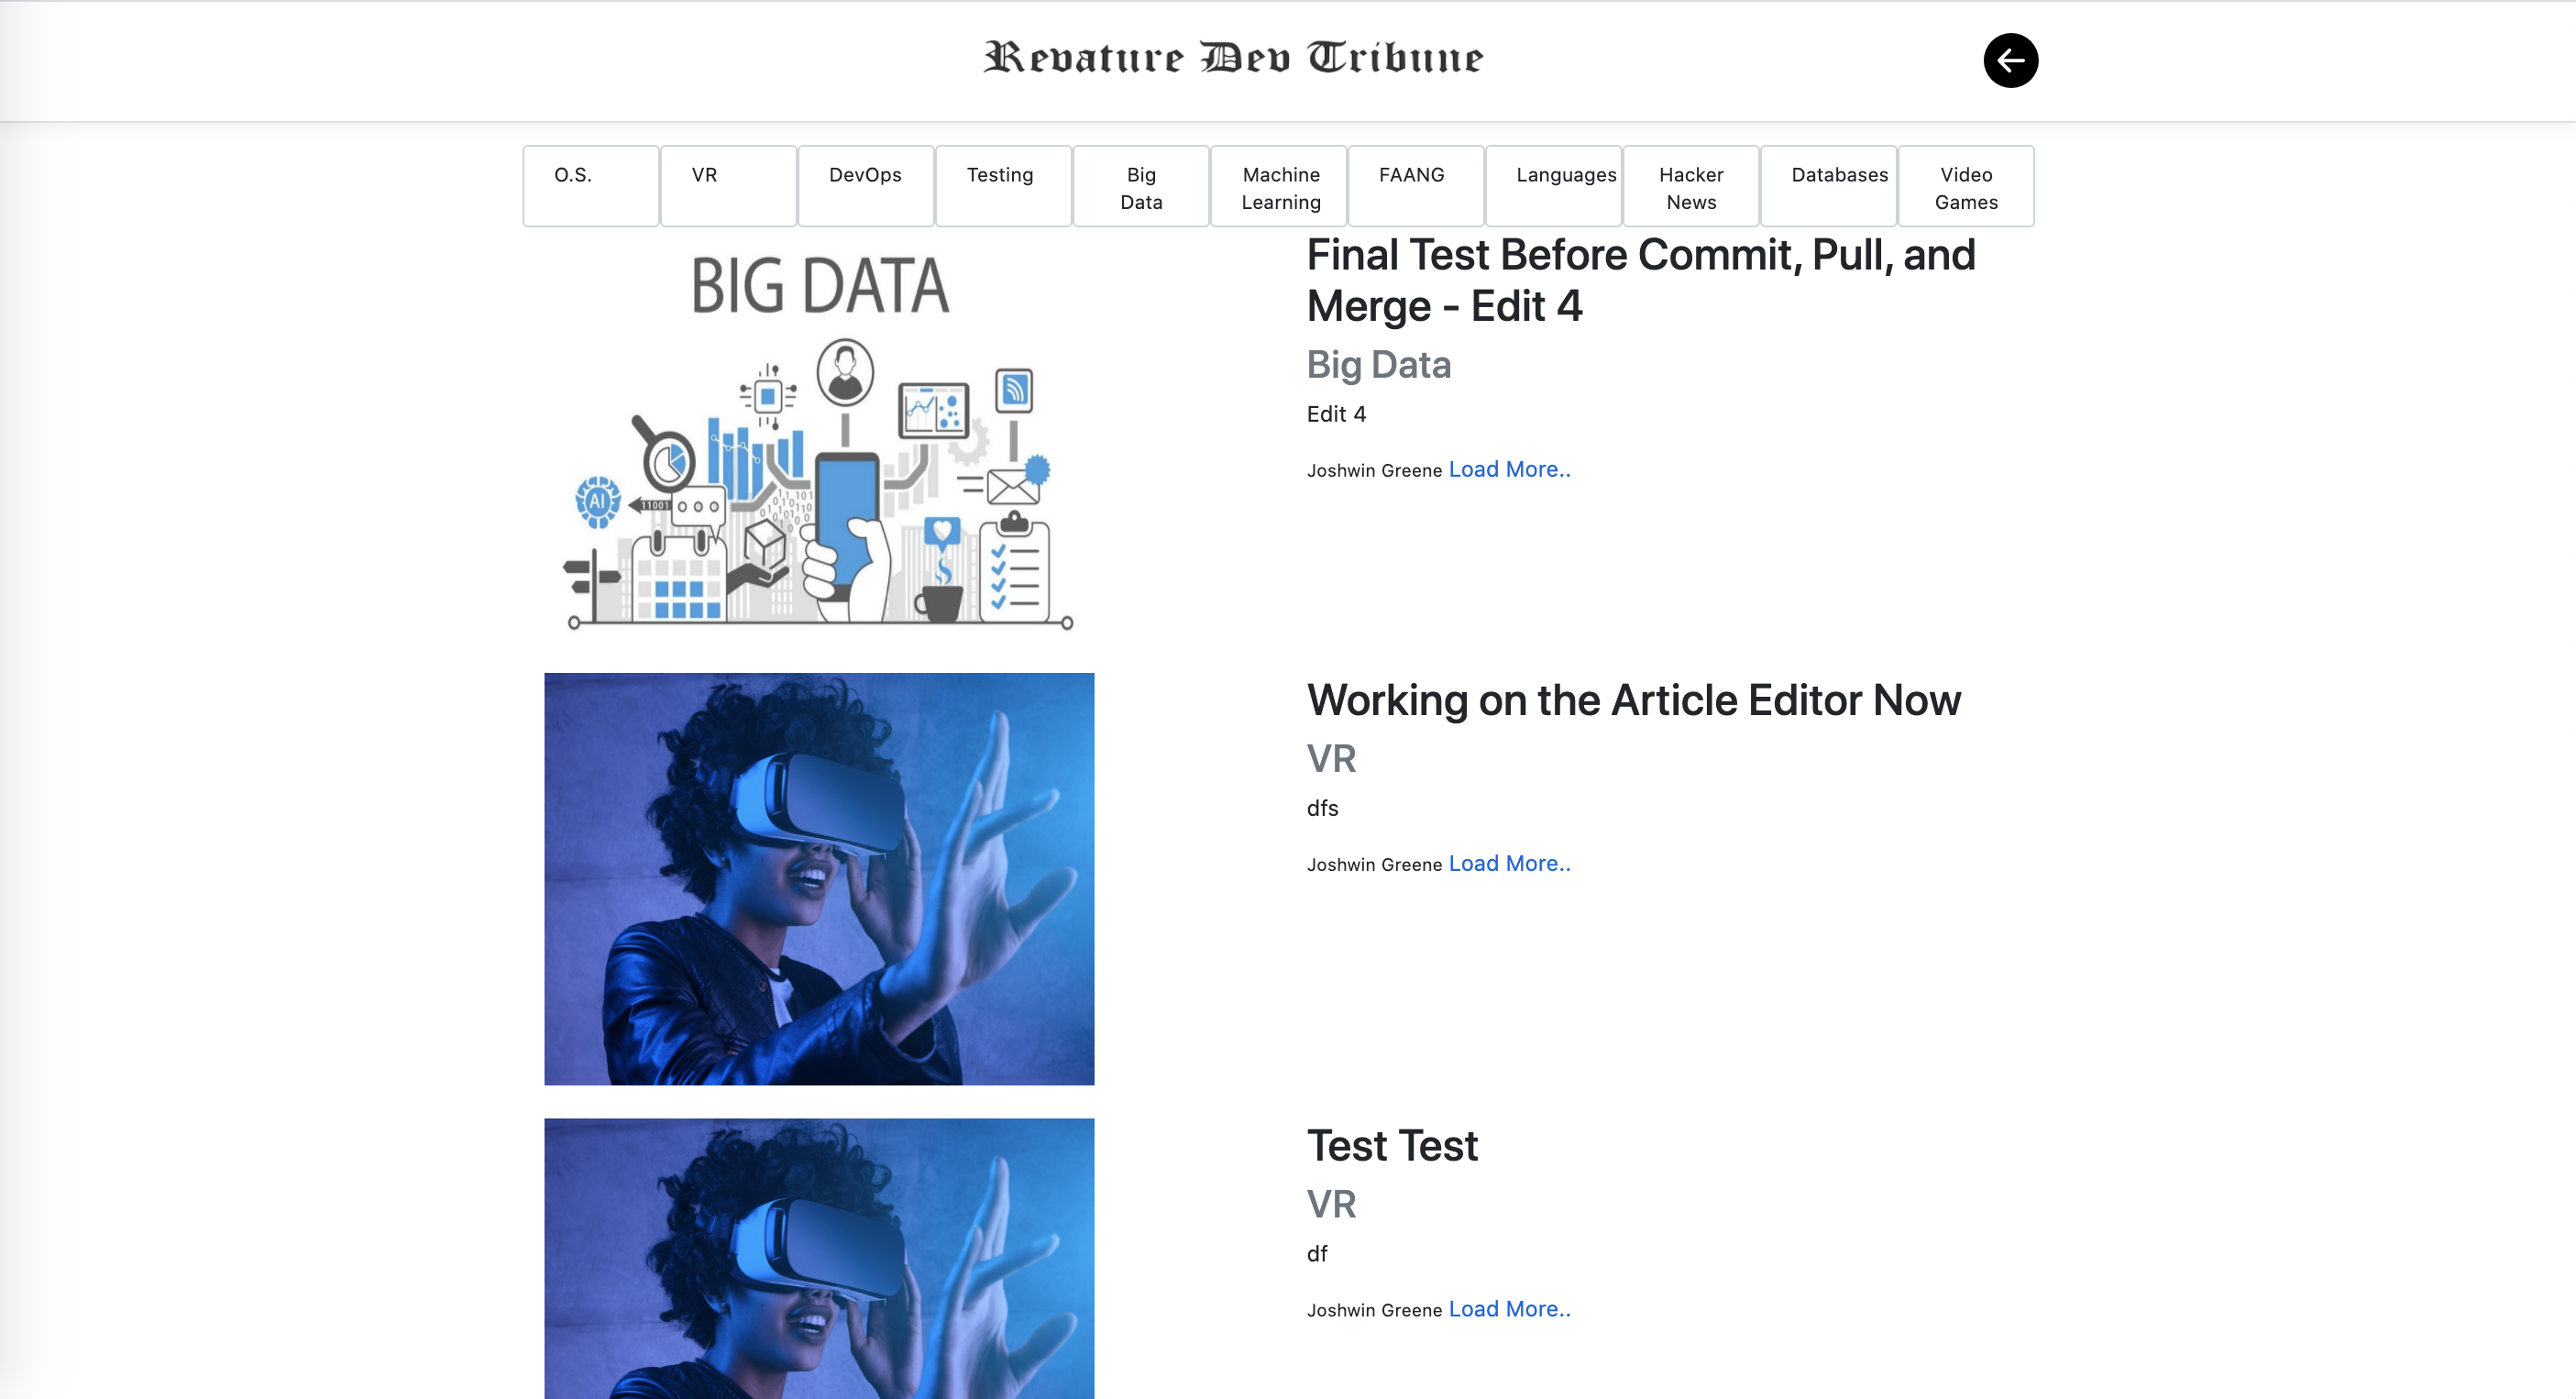 Revature Dev Tribune
O.S.
VR
DevOps
Testing
Big
Data
Machine
Learning
FAANG
Languages
Hacker
News
Databases
Video
Games
BIG DATA
AI
11001
Final Test Before Commit, Pull, and
Merge - Edit 4
Big Data
Edit 4
Joshwin Greene Load More..
Working on the Article Editor Now
VR
dfs
Joshwin Greene Load More..
Test Test
VR
df
Joshwin Greene Load More..